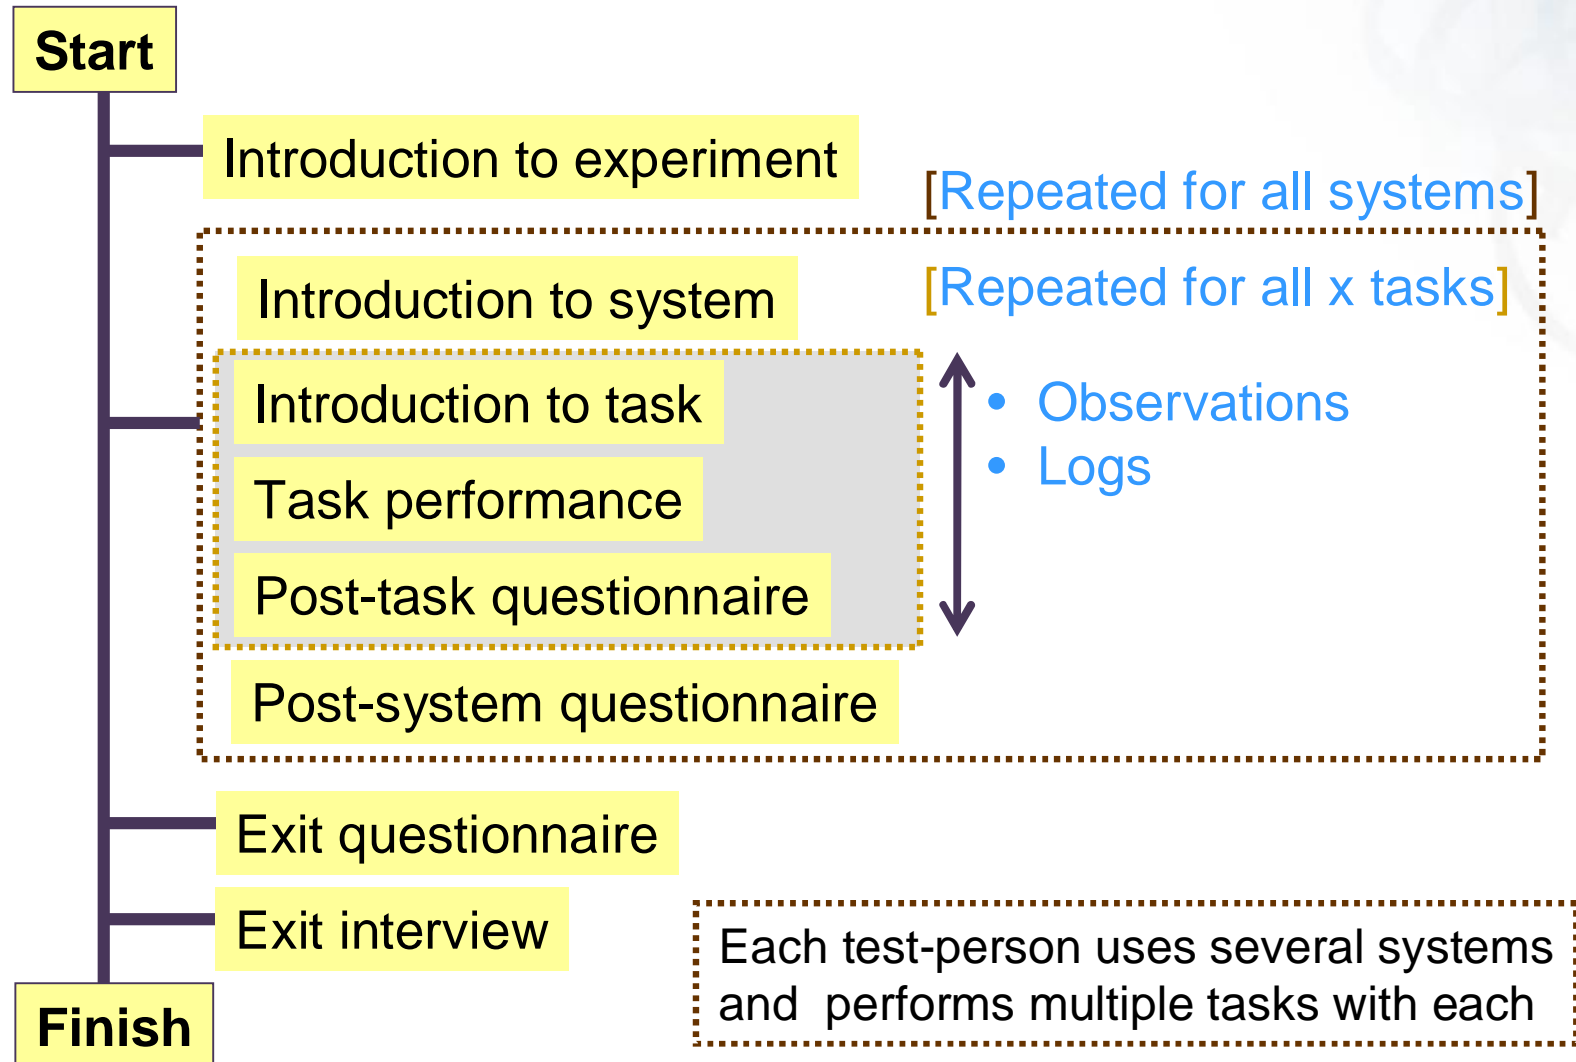 Start
Introduction to experiment
[Repeated for all systems]
Introduction to system
[Repeated for all x tasks]
Introduction to task
• Observations
• Logs
Task performance
Post-task questionnaire
Post-system questionnaire
Exit questionnaire
Exit interview
Each test-person uses several systems
and performs multiple tasks with each
Finish